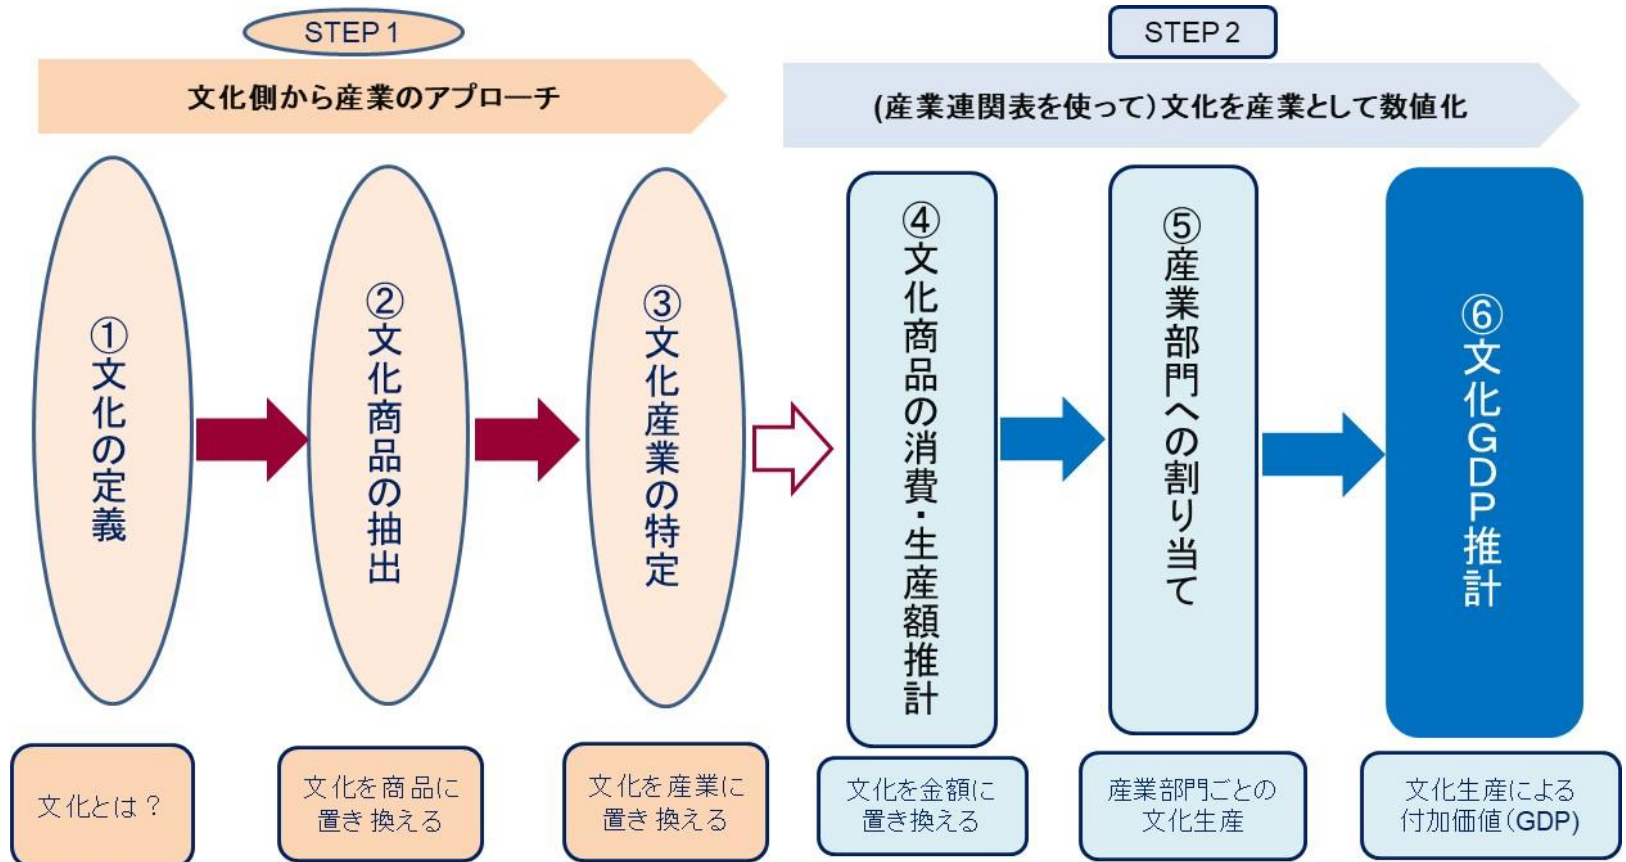 STEP 1
文化側から産業のアプローチ
STEP 2
(産業連関表を使って)文化を産業として数値化
①文化の定義
②文化商品の抽出
③文化産業の特定
④文化商品の消費・生産額推計
⑤産業部門への割り当て
⑥文化GDP推計
文化とは？
文化を商品に
置き換える
文化を産業に
置き換える
文化を金額に
置き換える
産業部門ごとの
文化生産
文化生産による
付加価値(GDP)